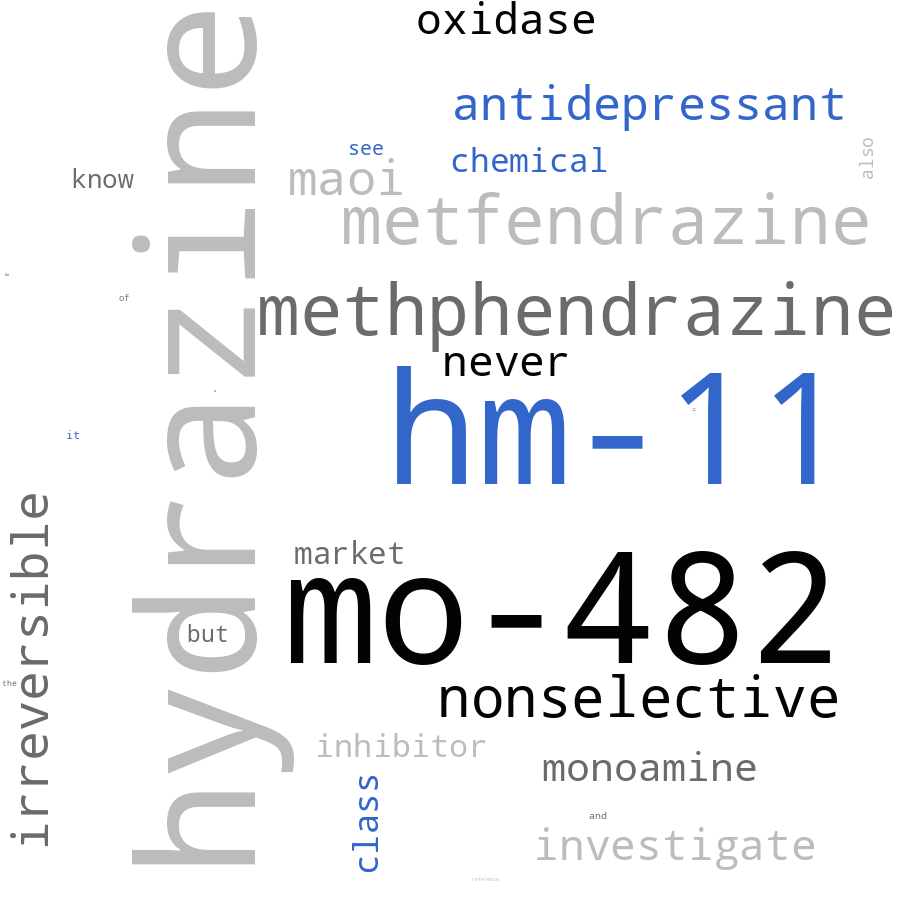 oxidase
antidepressant
see
chemical
also
know
maoi
metfendrazine
hydrazine
of
methphendrazine
never
hm-11
it
irreversible
market
mo-482
but
the
nonselective
inhibitor
monoamine
class
and
investigate
reference